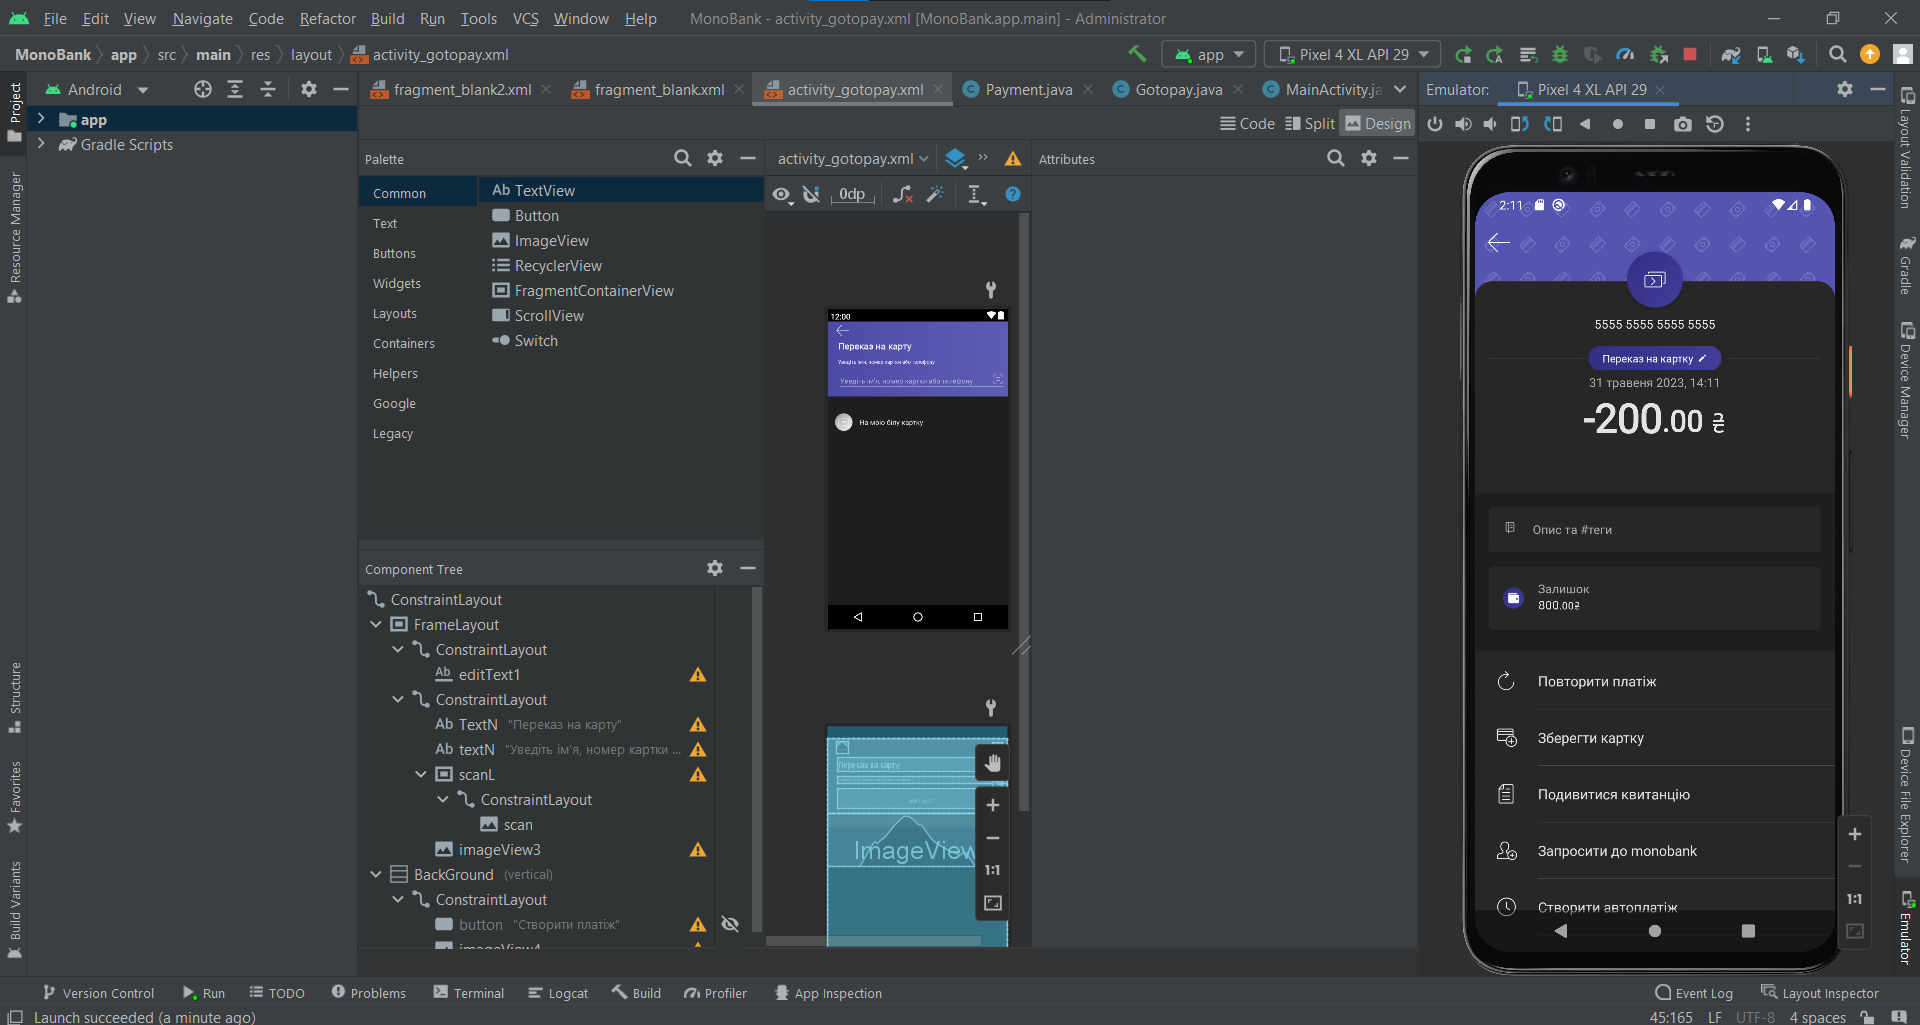 File Edit View Navigate Code Refactor Build Run Tools VCS Window Help MonoBank - activity_gotopay.xml [MonoBank.app.main] - Administrator
MonoBank app src main res layout activity_gotopay.xml app Pixel 4 XL API 29
Android
app
Gradle Scripts
Project
Resource Manager
Structure
Favorites
Build Variants
fragment_blank2.xml fragment_blank.xml activity_gotopay.xml Payment.java Gotopay.java MainActivity.ja
Code Split Design
Palette
Common
Text
Buttons
Widgets
Layouts
Containers
Helpers
Google
Legacy
Ab TextView
Button
ImageView
RecyclerView
FragmentContainerView
ScrollView
Switch
activity_gotopay.xml
0dp
Attributes
12:00
Переказ на карту
Уведіть ім'я, номер картки або телефону
Уведіть ім'я, номер картки або телефону
На мою білу картку
Переказ на карту
editText1
ImageView
1:1
Component Tree
ConstraintLayout
FrameLayout
ConstraintLayout
Ab editText1
ConstraintLayout
Ab TextN "Переказ на карту"
Ab textN "Уведіть ім'я, номер картки ...
scanL
ConstraintLayout
scan
imageView3
BackGround (vertical)
ConstraintLayout
button "Створити платіж"
imageView4
Emulator: Pixel 4 XL API 29
2:11
5555 5555 5555 5555
Переказ на картку
31 травеня 2023, 14:11
-200.00 ₴
Опис та #теги
Залишок
800.00₴
Повторити платіж
Зберегти картку
Подивитися квитанцію
Запросити до monobank
Створити автоплатіж
1:1
Layout Validation
Gradle
Device Manager
Device File Explorer
Emulator
Version Control Run TODO Problems Terminal Logcat Build Profiler App Inspection Event Log Layout Inspector
Launch succeeded (a minute ago) 45:165 LF UTF-8 4 spaces